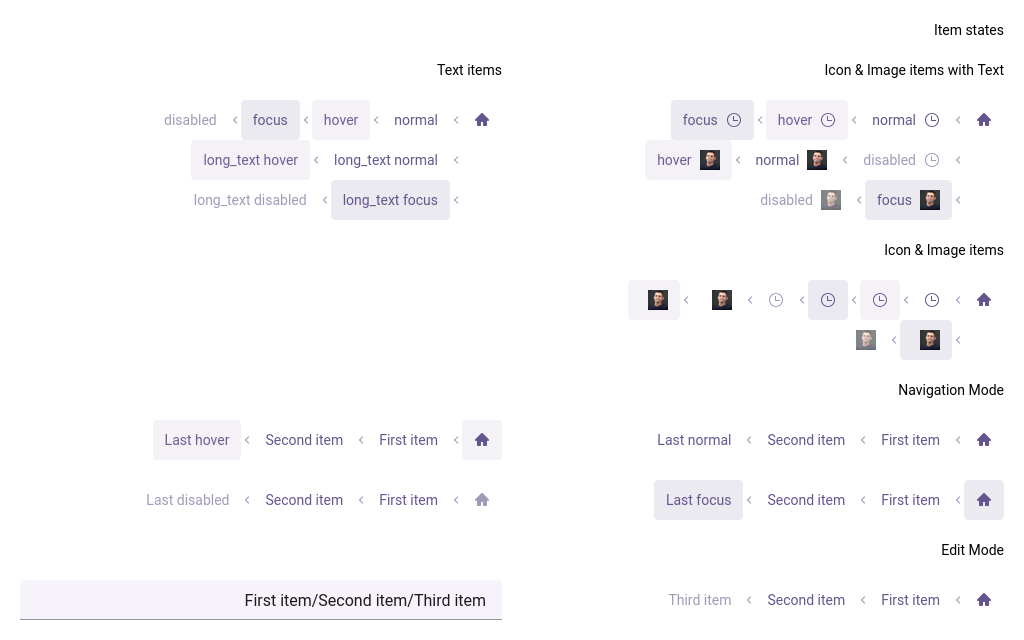 Item states
Icon & Image items with Text
Text items
normal hover focus
normal hover focus disabled
disabled normal hover
long_text normal long_text hover
focus disabled
long_text focus long_text disabled
Icon & Image items
Navigation Mode
First item Second item Last normal
First item Second item Last hover
First item Second item Last focus
First item Second item Last disabled
Edit Mode
First item Second item Third item
First item/Second item/Third item